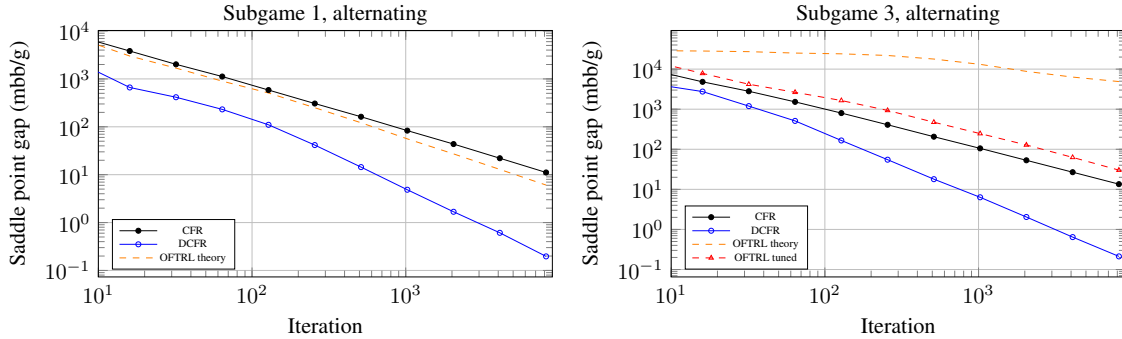 Subgame 1, alternating
Saddle point gap (mbb/g)
10^4
10^3
10^2
10^1
10^0
10^-1
CFR
DCFR
OFTRL theory
10^1
10^2
10^3
Iteration
Subgame 3, alternating
Saddle point gap (mbb/g)
10^4
10^3
10^2
10^1
10^0
10^-1
CFR
DCFR
OFTRL theory
OFTRL tuned
10^1
10^2
10^3
Iteration